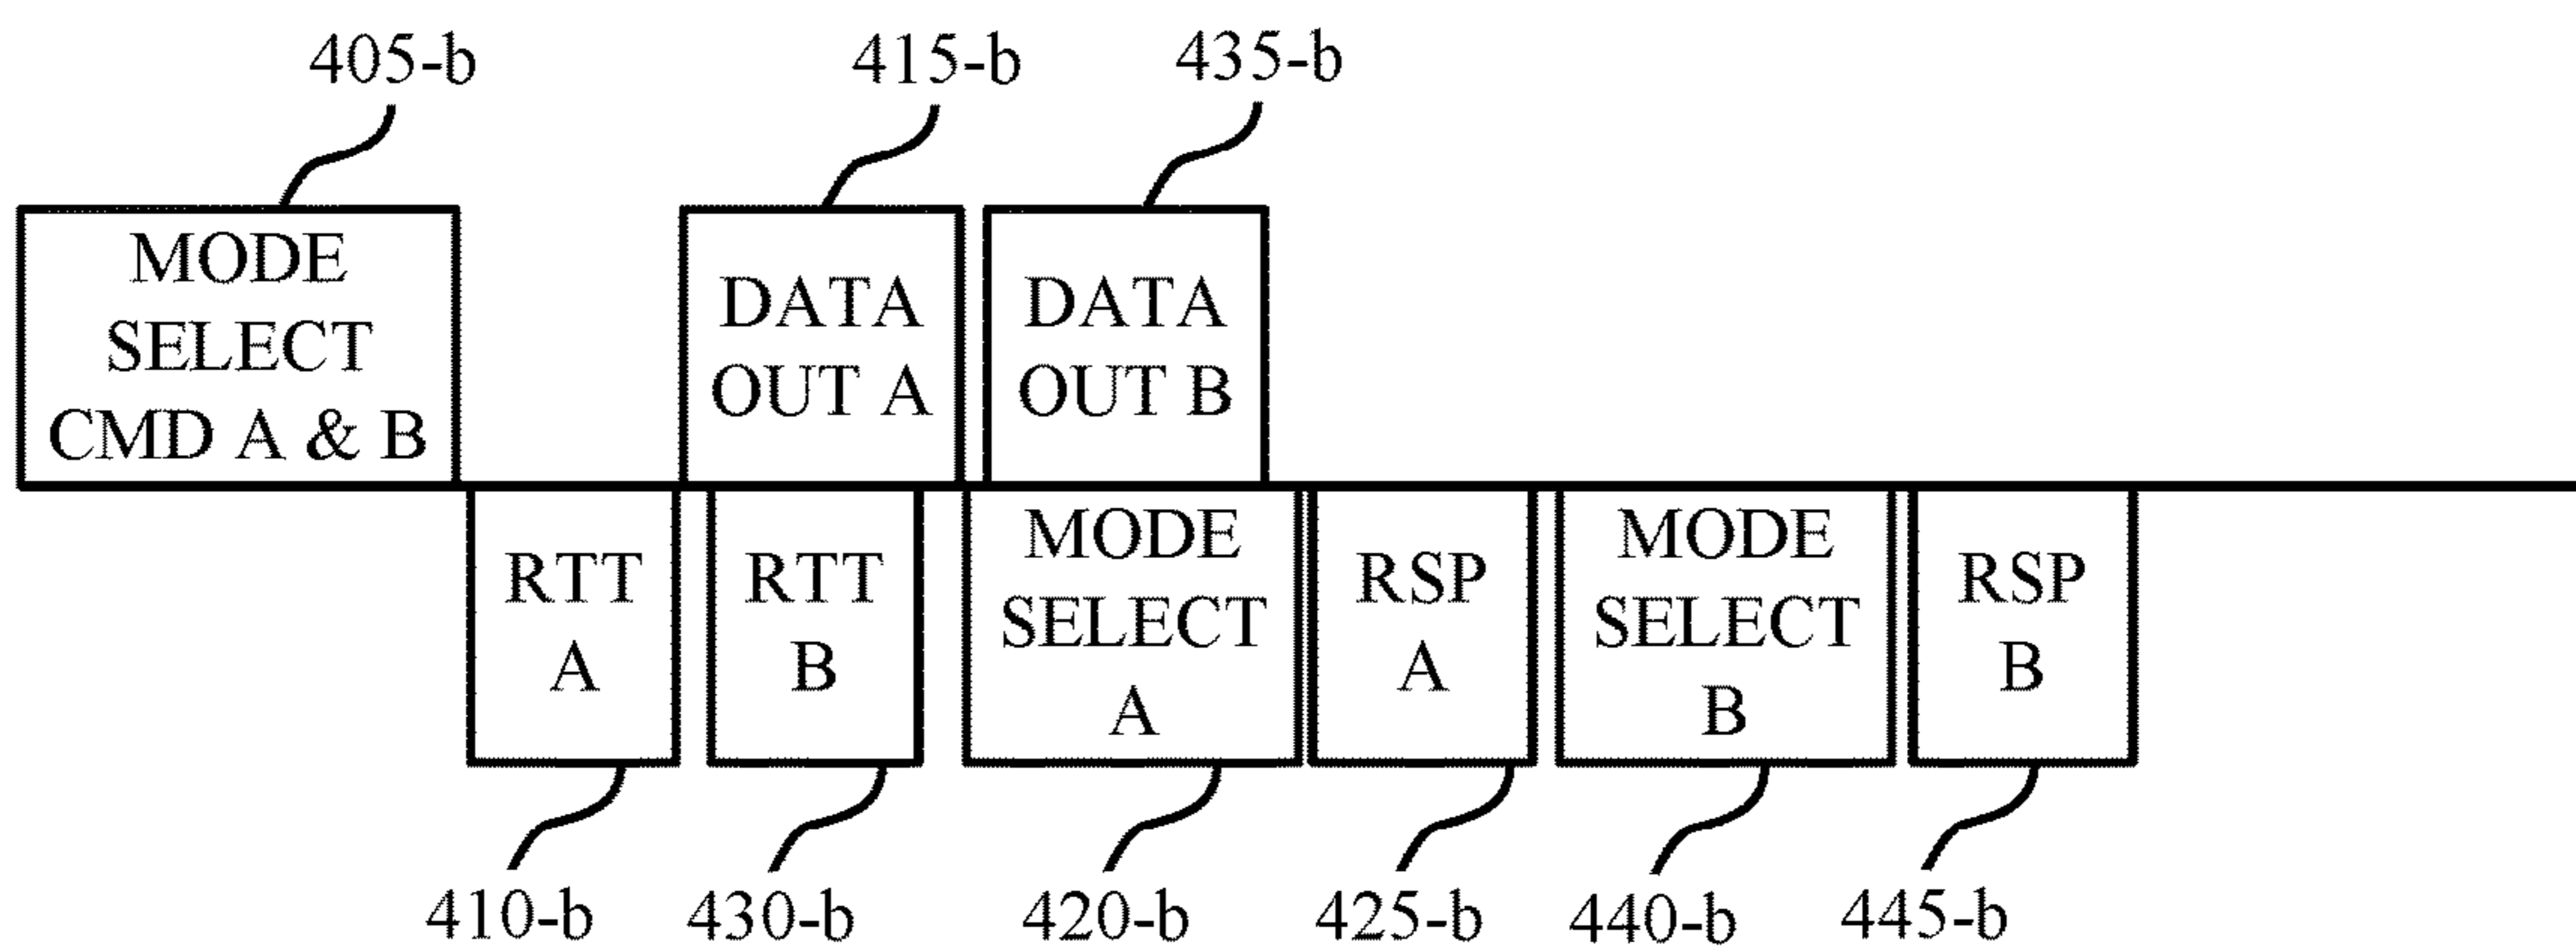 405-b
415-b
435-b
MODE
SELECT
CMD A & B
DATA
OUT A
DATA
OUT B
RTT
A
RTT
B
MODE
SELECT
A
RSP
A
MODE
SELECT
B
RSP
B
410-b
430-b
420-b
425-b
440-b
445-b